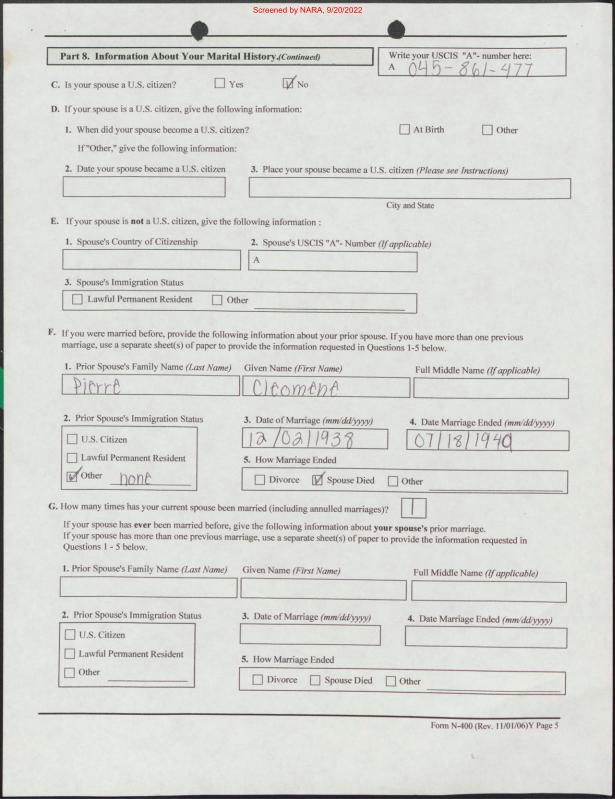 Screened by NARA, 9/20/2022
Part 8. Information About Your Marital History.(Continued)
Write your USCIS "A"- number here:
A 045-861-477
C. Is your spouse a U.S. citizen? Yes No
D. If your spouse is a U.S. citizen, give the following information:
1. When did your spouse become a U.S. citizen? At Birth Other
If "Other," give the following information:
2. Date your spouse became a U.S. citizen 3. Place your spouse became a U.S. citizen (Please see Instructions)
City and State
E. If your spouse is not a U.S. citizen, give the following information :
1. Spouse's Country of Citizenship 2. Spouse's USCIS "A"- Number (If applicable)
A
3. Spouse's Immigration Status
Lawful Permanent Resident Other
F. If you were married before, provide the following information about your prior spouse. If you have more than one previous
marriage, use a separate sheet(s) of paper to provide the information requested in Questions 1-5 below.
1. Prior Spouse's Family Name (Last Name) Given Name (First Name) Full Middle Name (If applicable)
Pierre Cleomene
2. Prior Spouse's Immigration Status 3. Date of Marriage (mm/dd/yyyy) 4. Date Marriage Ended (mm/dd/yyyy)
U.S. Citizen 12/02/1938 07/18/1940
Lawful Permanent Resident 5. How Marriage Ended
Other none Divorce Spouse Died Other
G. How many times has your current spouse been married (including annulled marriages)? 1
If your spouse has ever been married before, give the following information about your spouse's prior marriage.
If your spouse has more than one previous marriage, use a separate sheet(s) of paper to provide the information requested in
Questions 1 - 5 below.
1. Prior Spouse's Family Name (Last Name) Given Name (First Name) Full Middle Name (If applicable)
2. Prior Spouse's Immigration Status 3. Date of Marriage (mm/dd/yyyy) 4. Date Marriage Ended (mm/dd/yyyy)
U.S. Citizen
Lawful Permanent Resident 5. How Marriage Ended
Other Divorce Spouse Died Other
Form N-400 (Rev. 11/01/06)Y Page 5